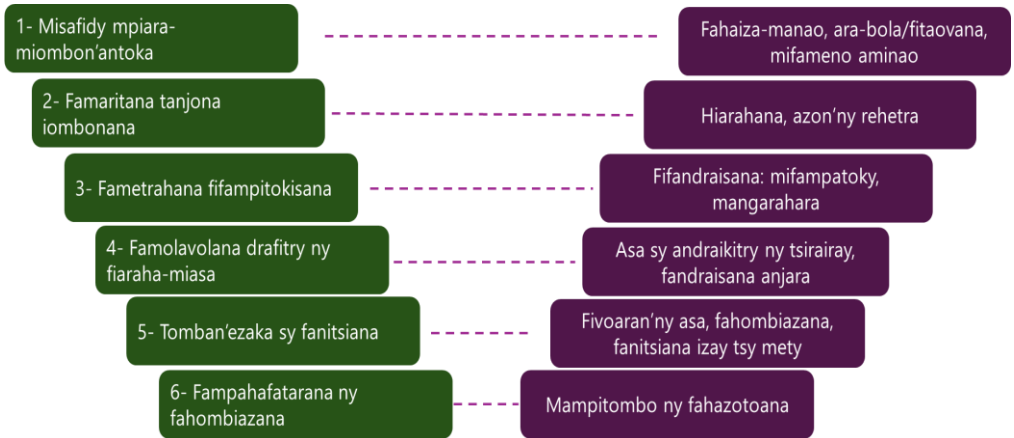 1- Misafidy mpiara-
miombon’antoka
Fahaiza-manao, ara-bola/fitaovana,
mifameno aminao
2- Famaritana tanjona
iombonana
Hiarahana, azon’ny rehetra
3- Fametrahana fifampitokisana
Fifandraisana: mifampatoky,
mangarahara
4- Famolavolana drafitry ny
fiaraha-miasa
Asa sy andraikitry ny tsirairay,
fandraisana anjara
5- Tomban’ezaka sy fanitsiana
Fivoaran’ny asa, fahombiazana,
fanitsiana izay tsy mety
6- Fampahafatarana ny
fahombiazana
Mampitombo ny fahazotoana